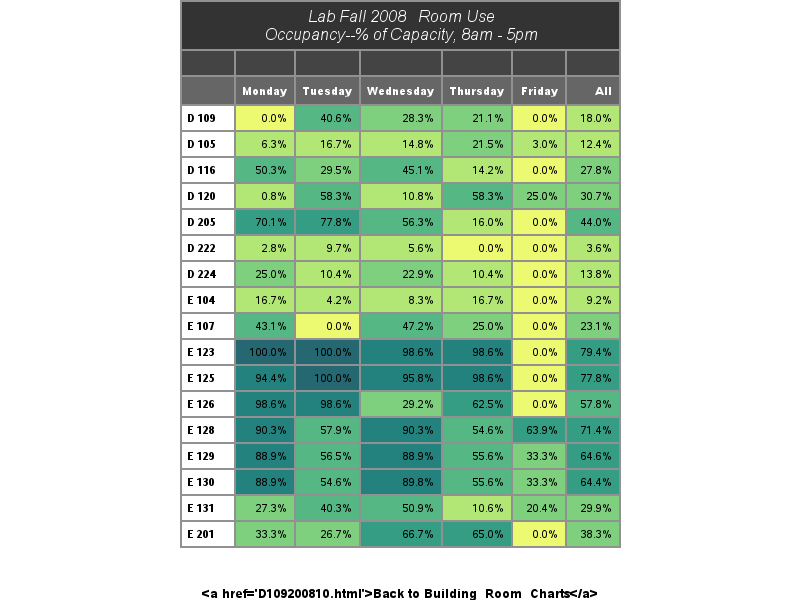 Lab Fall 2008 Room Use
Occupancy--% of Capacity, 8am - 5pm
Monday Tuesday Wednesday Thursday Friday All
D 109 0.0% 40.6% 28.3% 21.1% 0.0% 18.0%
D 105 6.3% 16.7% 14.8% 21.5% 3.0% 12.4%
D 116 50.3% 29.5% 45.1% 14.2% 0.0% 27.8%
D 120 0.8% 58.3% 10.8% 58.3% 25.0% 30.7%
D 205 70.1% 77.8% 56.3% 16.0% 0.0% 44.0%
D 222 2.8% 9.7% 5.6% 0.0% 0.0% 3.6%
D 224 25.0% 10.4% 22.9% 10.4% 0.0% 13.8%
E 104 16.7% 4.2% 8.3% 16.7% 0.0% 9.2%
E 107 43.1% 0.0% 47.2% 25.0% 0.0% 23.1%
E 123 100.0% 100.0% 98.6% 98.6% 0.0% 79.4%
E 125 94.4% 100.0% 95.8% 98.6% 0.0% 77.8%
E 126 98.6% 98.6% 29.2% 62.5% 0.0% 57.8%
E 128 90.3% 57.9% 90.3% 54.6% 63.9% 71.4%
E 129 88.9% 56.5% 88.9% 55.6% 33.3% 64.6%
E 130 88.9% 54.6% 89.8% 55.6% 33.3% 64.4%
E 131 27.3% 40.3% 50.9% 10.6% 20.4% 29.9%
E 201 33.3% 26.7% 66.7% 65.0% 0.0% 38.3%
<a href='D109200810.html'>Back to Building Room Charts</a>